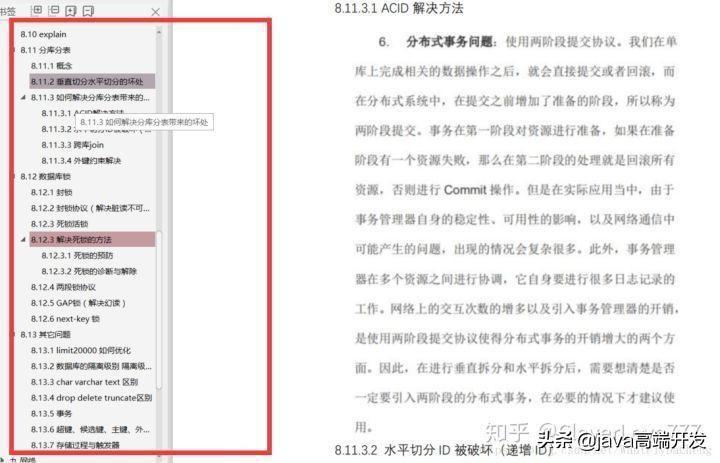 书签
8.10 explain
8.11 分库分表
8.11.1 概念
8.11.2 垂直切分水平切分的坏处
8.11.3 如何解决分库分表带来的...
8.11.3 如何解决分库分表带来的坏处
8.11.3.3 跨库join
8.11.3.4 外键约束解决
8.12 数据库锁
8.12.1 封锁
8.12.2 封锁协议（解决脏读不可...
8.12.3 死锁活锁
8.12.3 解决死锁的方法
8.12.3.1 死锁的预防
8.12.3.2 死锁的诊断与解除
8.12.4 两段锁协议
8.12.5 GAP锁（解决幻读）
8.12.6 next-key 锁
8.13 其它问题
8.13.1 limit20000 如何优化
8.13.2 数据库的隔离级别 隔离级...
8.13.3 char varchar text 区别
8.13.4 drop delete truncate区别
8.13.5 事务
8.13.6 超键、候选键、主键、外...
8.13.7 存储过程与触发器
8.11.3.1 ACID 解决方法
6. 分布式事务问题：使用两阶段提交协议。我们在单
库上完成相关的数据操作之后，就会直接提交或者回滚，而
在分布式系统中，在提交之前增加了准备的阶段，所以称为
两阶段提交。事务在第一阶段对资源进行准备，如果在准备
阶段有一个资源失败，那么在第二阶段的处理就是回滚所有
资源，否则进行 Commit 操作。但是在实际应用当中，由于
事务管理器自身的稳定性、可用性的影响，以及网络通信中
可能产生的问题，出现的情况会复杂很多。此外，事务管理
器在多个资源之间进行协调，它自身要进行很多日志记录的
工作。网络上的交互次数的增多以及引入事务管理器的开销，
是使用两阶段提交协议使得分布式事务的开销增大的两个方
面。因此，在进行垂直拆分和水平拆分后，需要想清楚是否
一定要引入两阶段的分布式事务，在必要的情况下才建议使
用。
8.11.3.2 水平切分 ID 被破坏（递增 ID）
头条 @java高端开发